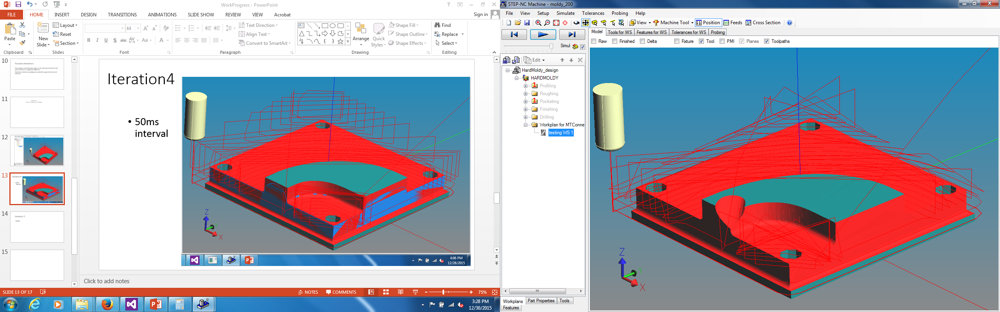 WorkProgress - PowerPoint
FILE HOME INSERT DESIGN TRANSITIONS ANIMATIONS SLIDE SHOW REVIEW VIEW Acrobat Sign in
Paste
Clipboard
New Slide
Layout
Reset
Section
Slides
44
B I U S abc AV Aa A
Font
Text Direction
Align Text
Convert to SmartArt
Paragraph
Arrange
Quick Styles
Shape Fill
Shape Outline
Shape Effects
Drawing
Find
Replace
Select
Editing
10
Possible alterations
11
12
13
Iteration4
50ms interval
14
Iteration 5
15
Iteration4
• 50ms
interval
Z
Y
X
4:06 PM
12/28/2015
Click to add notes
SLIDE 13 OF 17 NOTES COMMENTS 75%
3:28 PM
12/30/2015
STEP-NC Machine - moldy_200
File View Setup Simulate Tolerances Probing Help
View Machine Tool Position Feeds Cross Section
Simul
Model Tools for WS Features for WS Tolerances for WS Probing
Raw Finished Delta Fixture Tool PMI Planes Toolpaths
Edit
HardMoldy_design
HARDMOLDY
Profiling
Roughing
Pocketing
Finishing
Drilling
Workplan for MTConne
testing WS 1
Workplans Part Properties Tools
Features
Z
Y
X